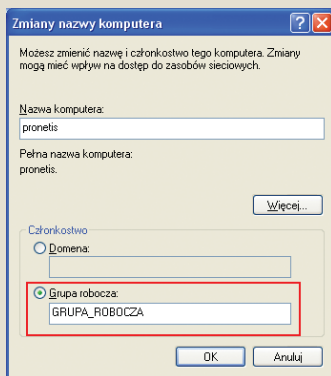 Zmiany nazwy komputera
Możesz zmienić nazwę i członkostwo tego komputera. Zmiany
mogą mieć wpływ na dostęp do zasobów sieciowych.
Nazwa komputera:
pronetis
Pełna nazwa komputera:
pronetis.
Więcej...
Członkostwo
Domena:
Grupa robocza:
GRUPA_ROBOCZA
OK Anuluj